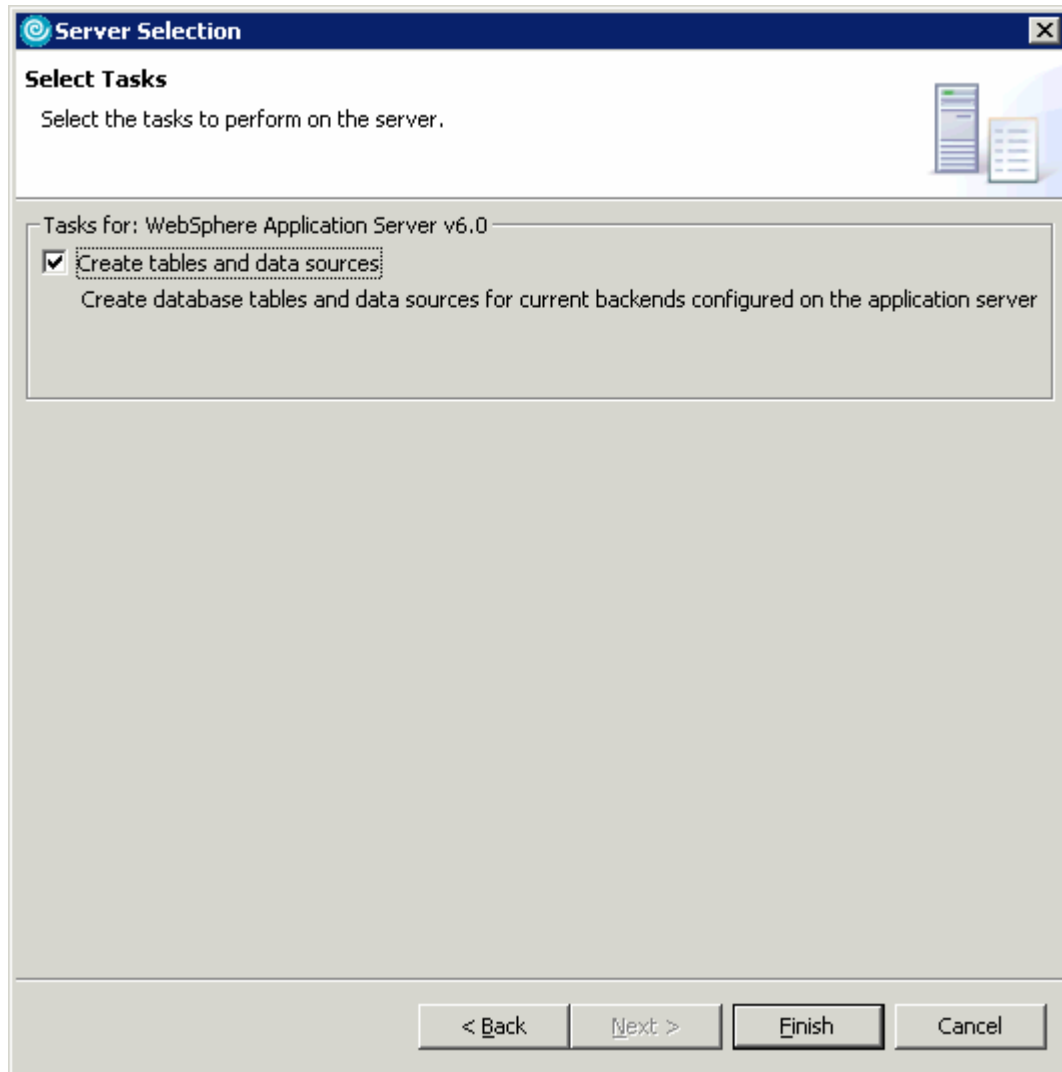 Server Selection
Select Tasks
Select the tasks to perform on the server.
Tasks for: WebSphere Application Server v6.0
Create tables and data sources
Create database tables and data sources for current backends configured on the application server
< Back
Next >
Finish
Cancel